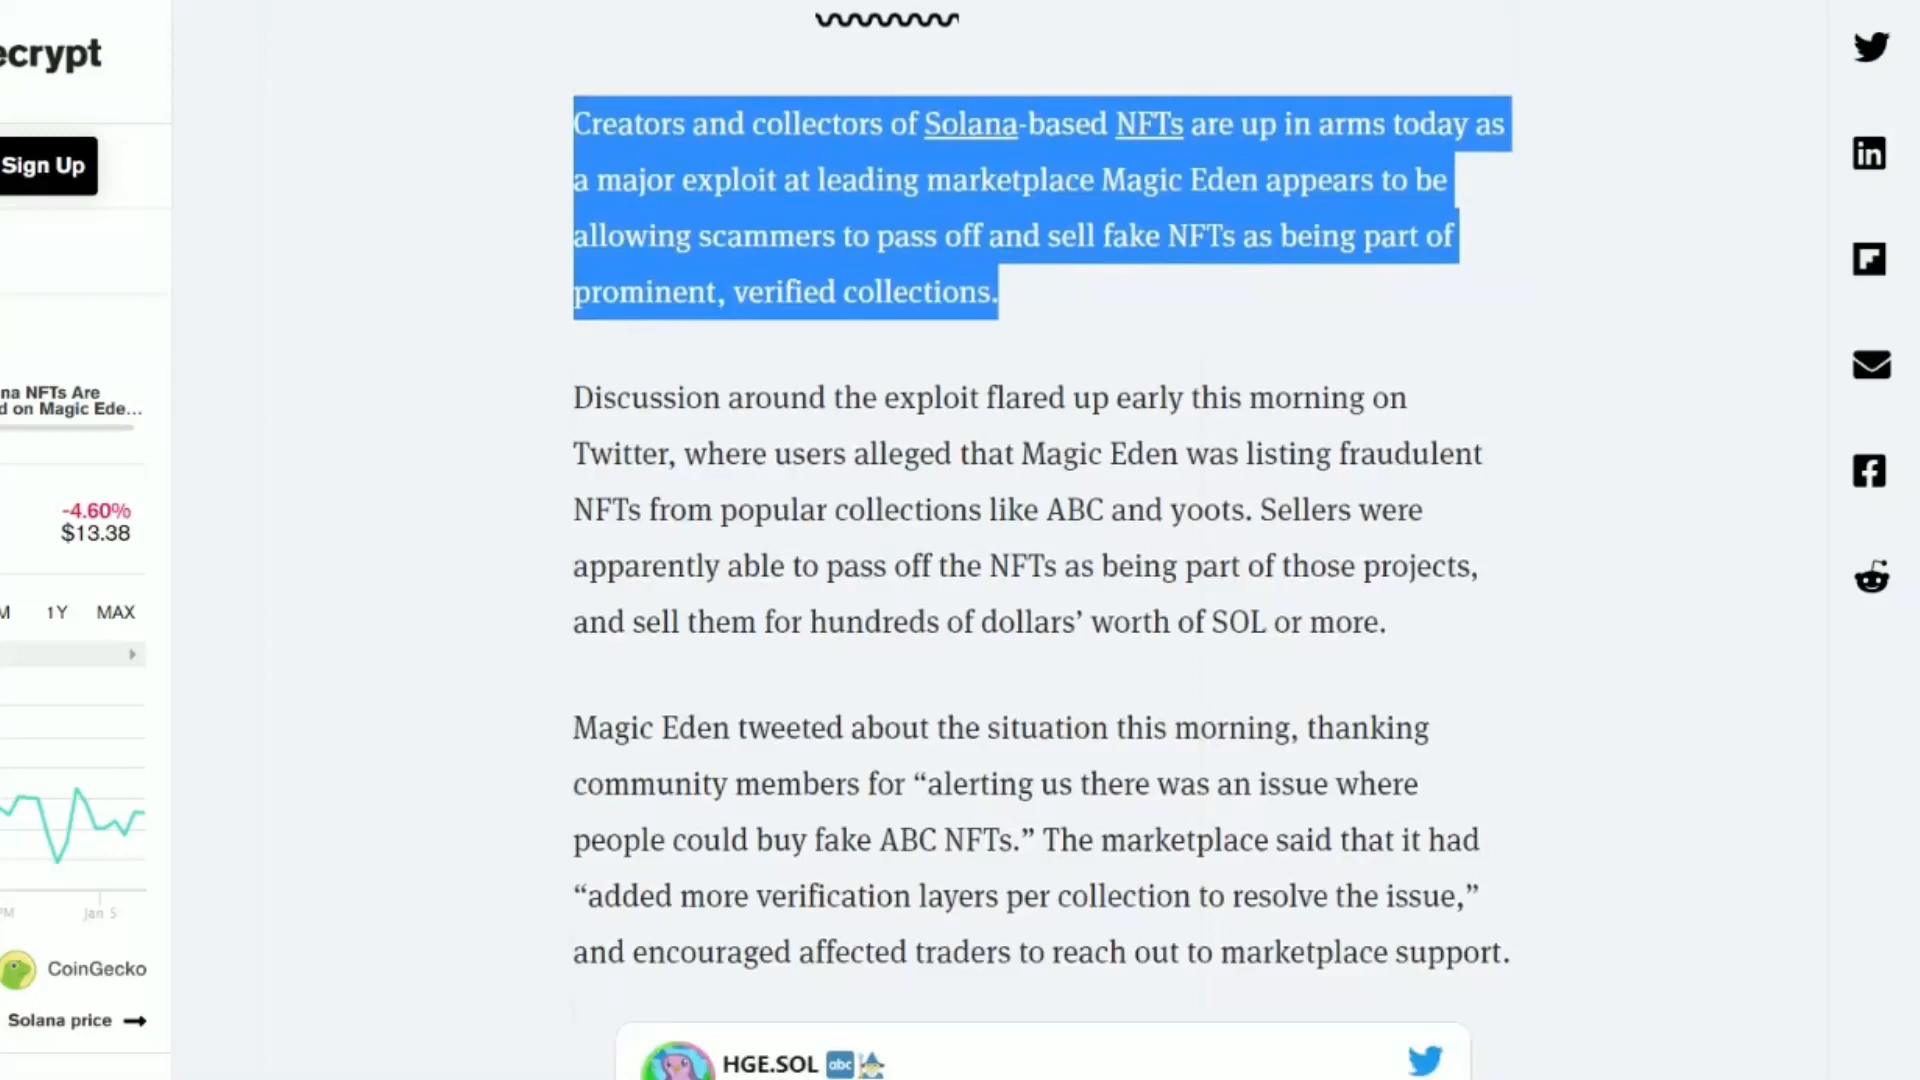 ecrypt
Sign Up
na NFTs Are
d on Magic Ede...
-4.60%
$13.38
M 1Y MAX
PM Jan 5
CoinGecko
Solana price
Creators and collectors of Solana-based NFTs are up in arms today as
a major exploit at leading marketplace Magic Eden appears to be
allowing scammers to pass off and sell fake NFTs as being part of
prominent, verified collections.
Discussion around the exploit flared up early this morning on
Twitter, where users alleged that Magic Eden was listing fraudulent
NFTs from popular collections like ABC and yoots. Sellers were
apparently able to pass off the NFTs as being part of those projects,
and sell them for hundreds of dollars’ worth of SOL or more.
Magic Eden tweeted about the situation this morning, thanking
community members for “alerting us there was an issue where
people could buy fake ABC NFTs.” The marketplace said that it had
“added more verification layers per collection to resolve the issue,”
and encouraged affected traders to reach out to marketplace support.
HGE.SOL abc
in